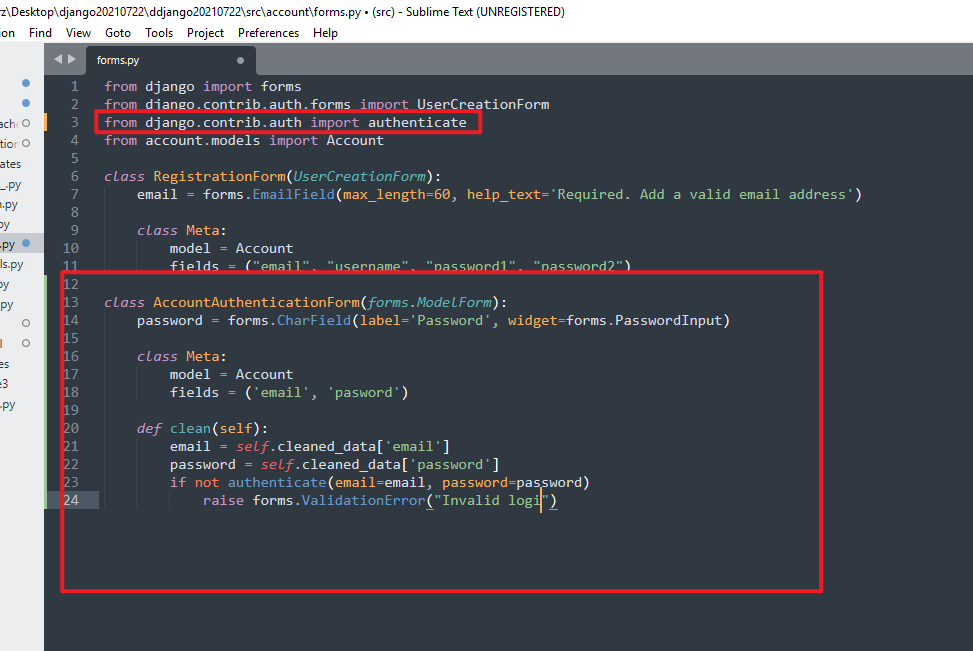 rz\Desktop\django20210722\ddjango20210722\src\account\forms.py • (src) - Sublime Text (UNREGISTERED)
ion Find View Goto Tools Project Preferences Help
forms.py
1 from django import forms
2 from django.contrib.auth.forms import UserCreationForm
3 from django.contrib.auth import authenticate
4 from account.models import Account
5
6 class RegistrationForm(UserCreationForm):
7 email = forms.EmailField(max_length=60, help_text='Required. Add a valid email address')
8
9 class Meta:
10 model = Account
11 fields = ("email", "username", "password1", "password2")
12
13 class AccountAuthenticationForm(forms.ModelForm):
14 password = forms.CharField(label='Password', widget=forms.PasswordInput)
15
16 class Meta:
17 model = Account
18 fields = ('email', 'pasword')
19
20 def clean(self):
21 email = self.cleaned_data['email']
22 password = self.cleaned_data['password']
23 if not authenticate(email=email, password=password)
24 raise forms.ValidationError("Invalid logi")
ach
tion
ates
_.py
n.py
py
.py
ls.py
py
py
es
e3
.py